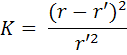 K = (r − r′)² / r′²